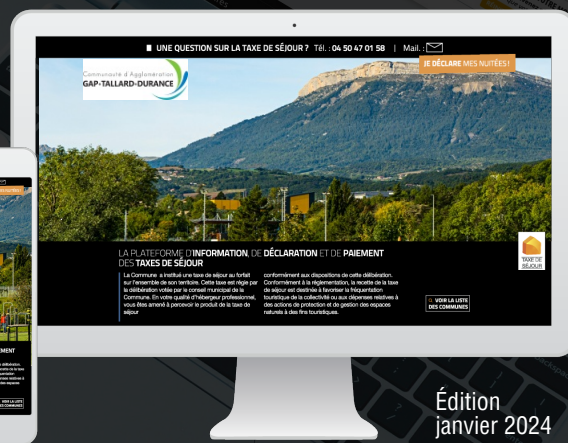 UNE QUESTION SUR LA TAXE DE SÉJOUR ? Tél. : 04 50 47 01 58 | Mail. :
JE DÉCLARE MES NUITÉES !
Communauté d'Agglomération
GAP•TALLARD•DURANCE
LA PLATEFORME D'INFORMATION, DE DÉCLARATION ET DE PAIEMENT
DES TAXES DE SÉJOUR
La Commune a institué une taxe de séjour au forfait
sur l'ensemble de son territoire. Cette taxe est régie par
la délibération votée par le conseil municipal de la
Commune. En votre qualité d'hébergeur professionnel,
vous êtes amené à percevoir le produit de la taxe de
séjour
conformément aux dispositions de cette délibération.
Conformément à la réglementation, la recette de la taxe
de séjour est destinée à favoriser la fréquentation
touristique de la collectivité ou aux dépenses relatives à
des actions de protection et de gestion des espaces
naturels à des fins touristiques.
TAXE DE
SÉJOUR
VOIR LA LISTE
DES COMMUNES
VOIR LA LISTE
Édition
janvier 2024